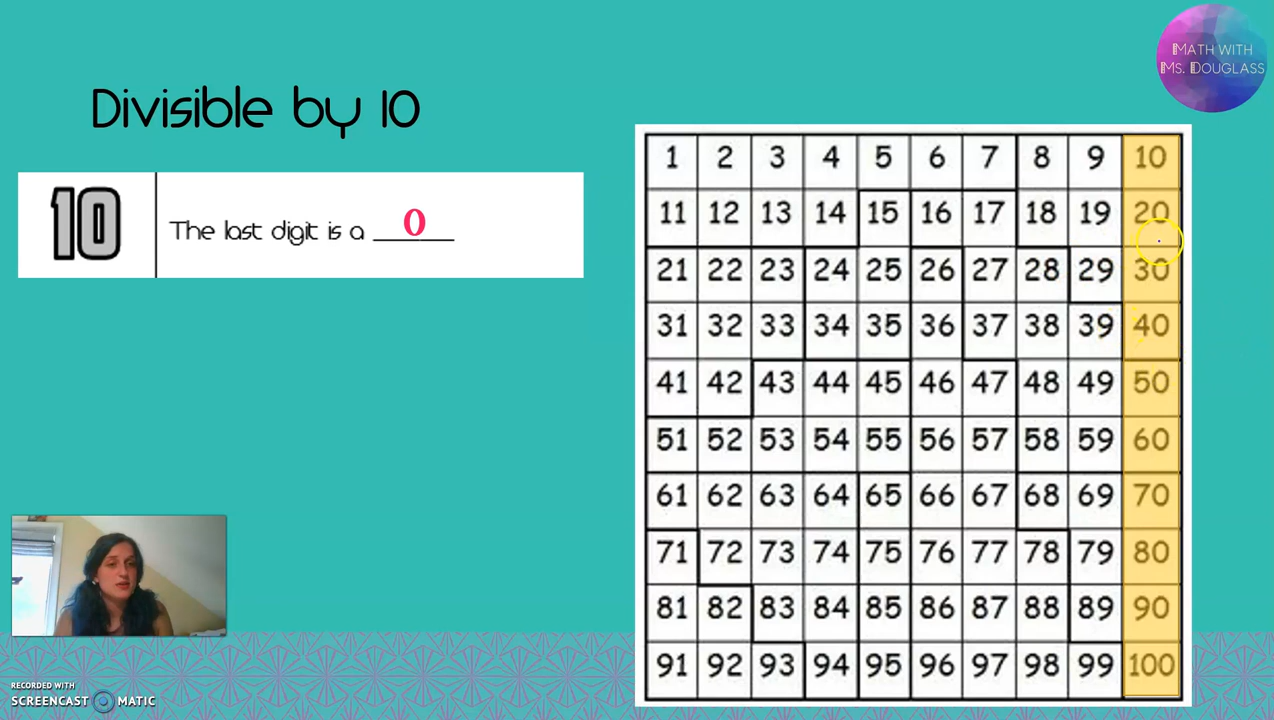 MATH WITH
MS. DOUGLASS
Divisible by 10
10
The last digit is a __0__
1 2 3 4 5 6 7 8 9 10
11 12 13 14 15 16 17 18 19 20
21 22 23 24 25 26 27 28 29 30
31 32 33 34 35 36 37 38 39 40
41 42 43 44 45 46 47 48 49 50
51 52 53 54 55 56 57 58 59 60
61 62 63 64 65 66 67 68 69 70
71 72 73 74 75 76 77 78 79 80
81 82 83 84 85 86 87 88 89 90
91 92 93 94 95 96 97 98 99 100
RECORDED WITH
SCREENCAST MATIC